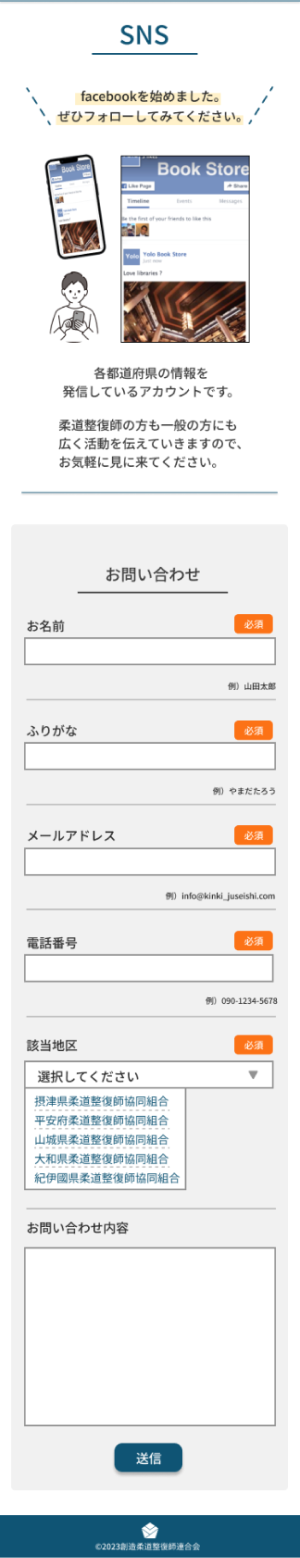 SNS
facebookを始めました。
ぜひフォローしてみてください。
Book Store
Book Store
Like Page
Share
Timeline
Events
Messages
Be the first of your friends to like this
Yolo
Yolo Book Store
Love libraries ?
各都道府県の情報を
発信しているアカウントです。
柔道整復師の方も一般の方にも
広く活動を伝えていきますので、
お気軽に見に来てください。
お問い合わせ
お名前
必須
例）山田太郎
ふりがな
必須
例）やまだたろう
メールアドレス
必須
例）info@kinki_juseishi.com
電話番号
必須
例）090-1234-5678
該当地区
必須
選択してください
摂津県柔道整復師協同組合
平安府柔道整復師協同組合
山城県柔道整復師協同組合
大和県柔道整復師協同組合
紀伊國県柔道整復師協同組合
お問い合わせ内容
送信
©2023創造柔道整復師連合会